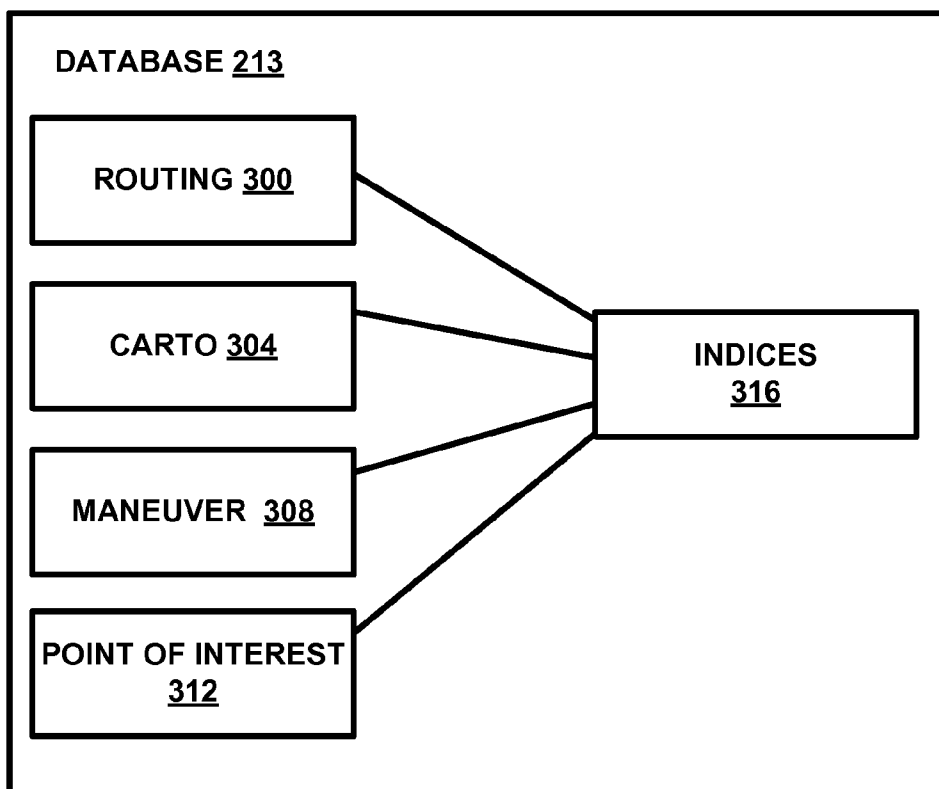 DATABASE 213
ROUTING 300
CARTO 304
MANEUVER 308
POINT OF INTEREST
312
INDICES
316